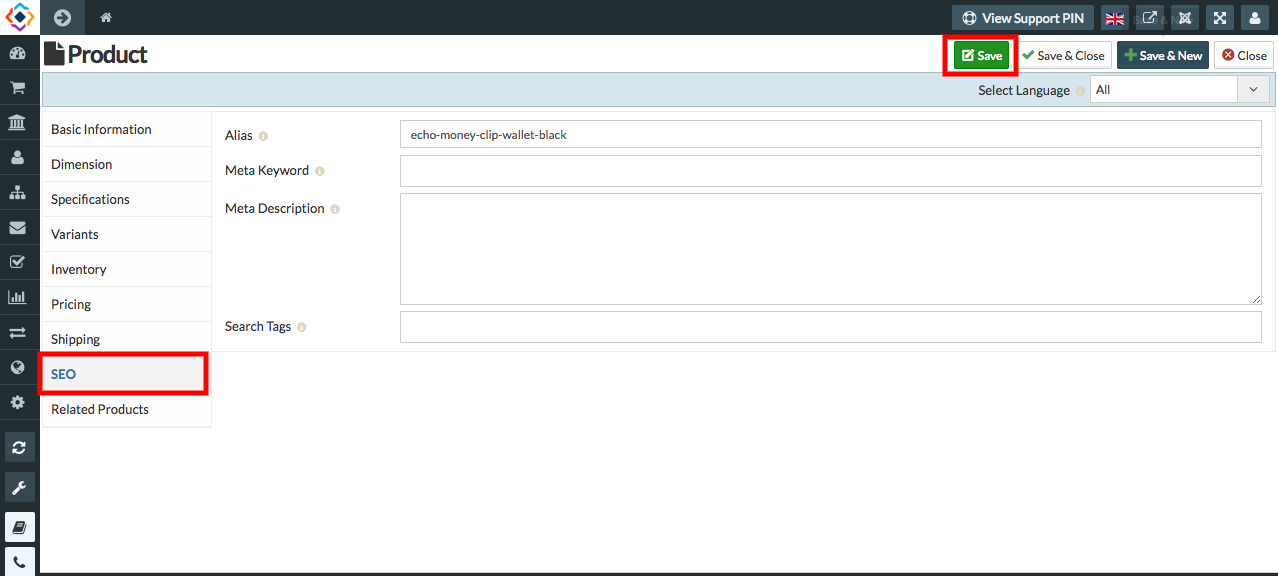 View Support PIN
Product
Save
Save & Close
Save & New
Close
Select Language
All
Basic Information
Dimension
Specifications
Variants
Inventory
Pricing
Shipping
SEO
Related Products
Alias
echo-money-clip-wallet-black
Meta Keyword
Meta Description
Search Tags